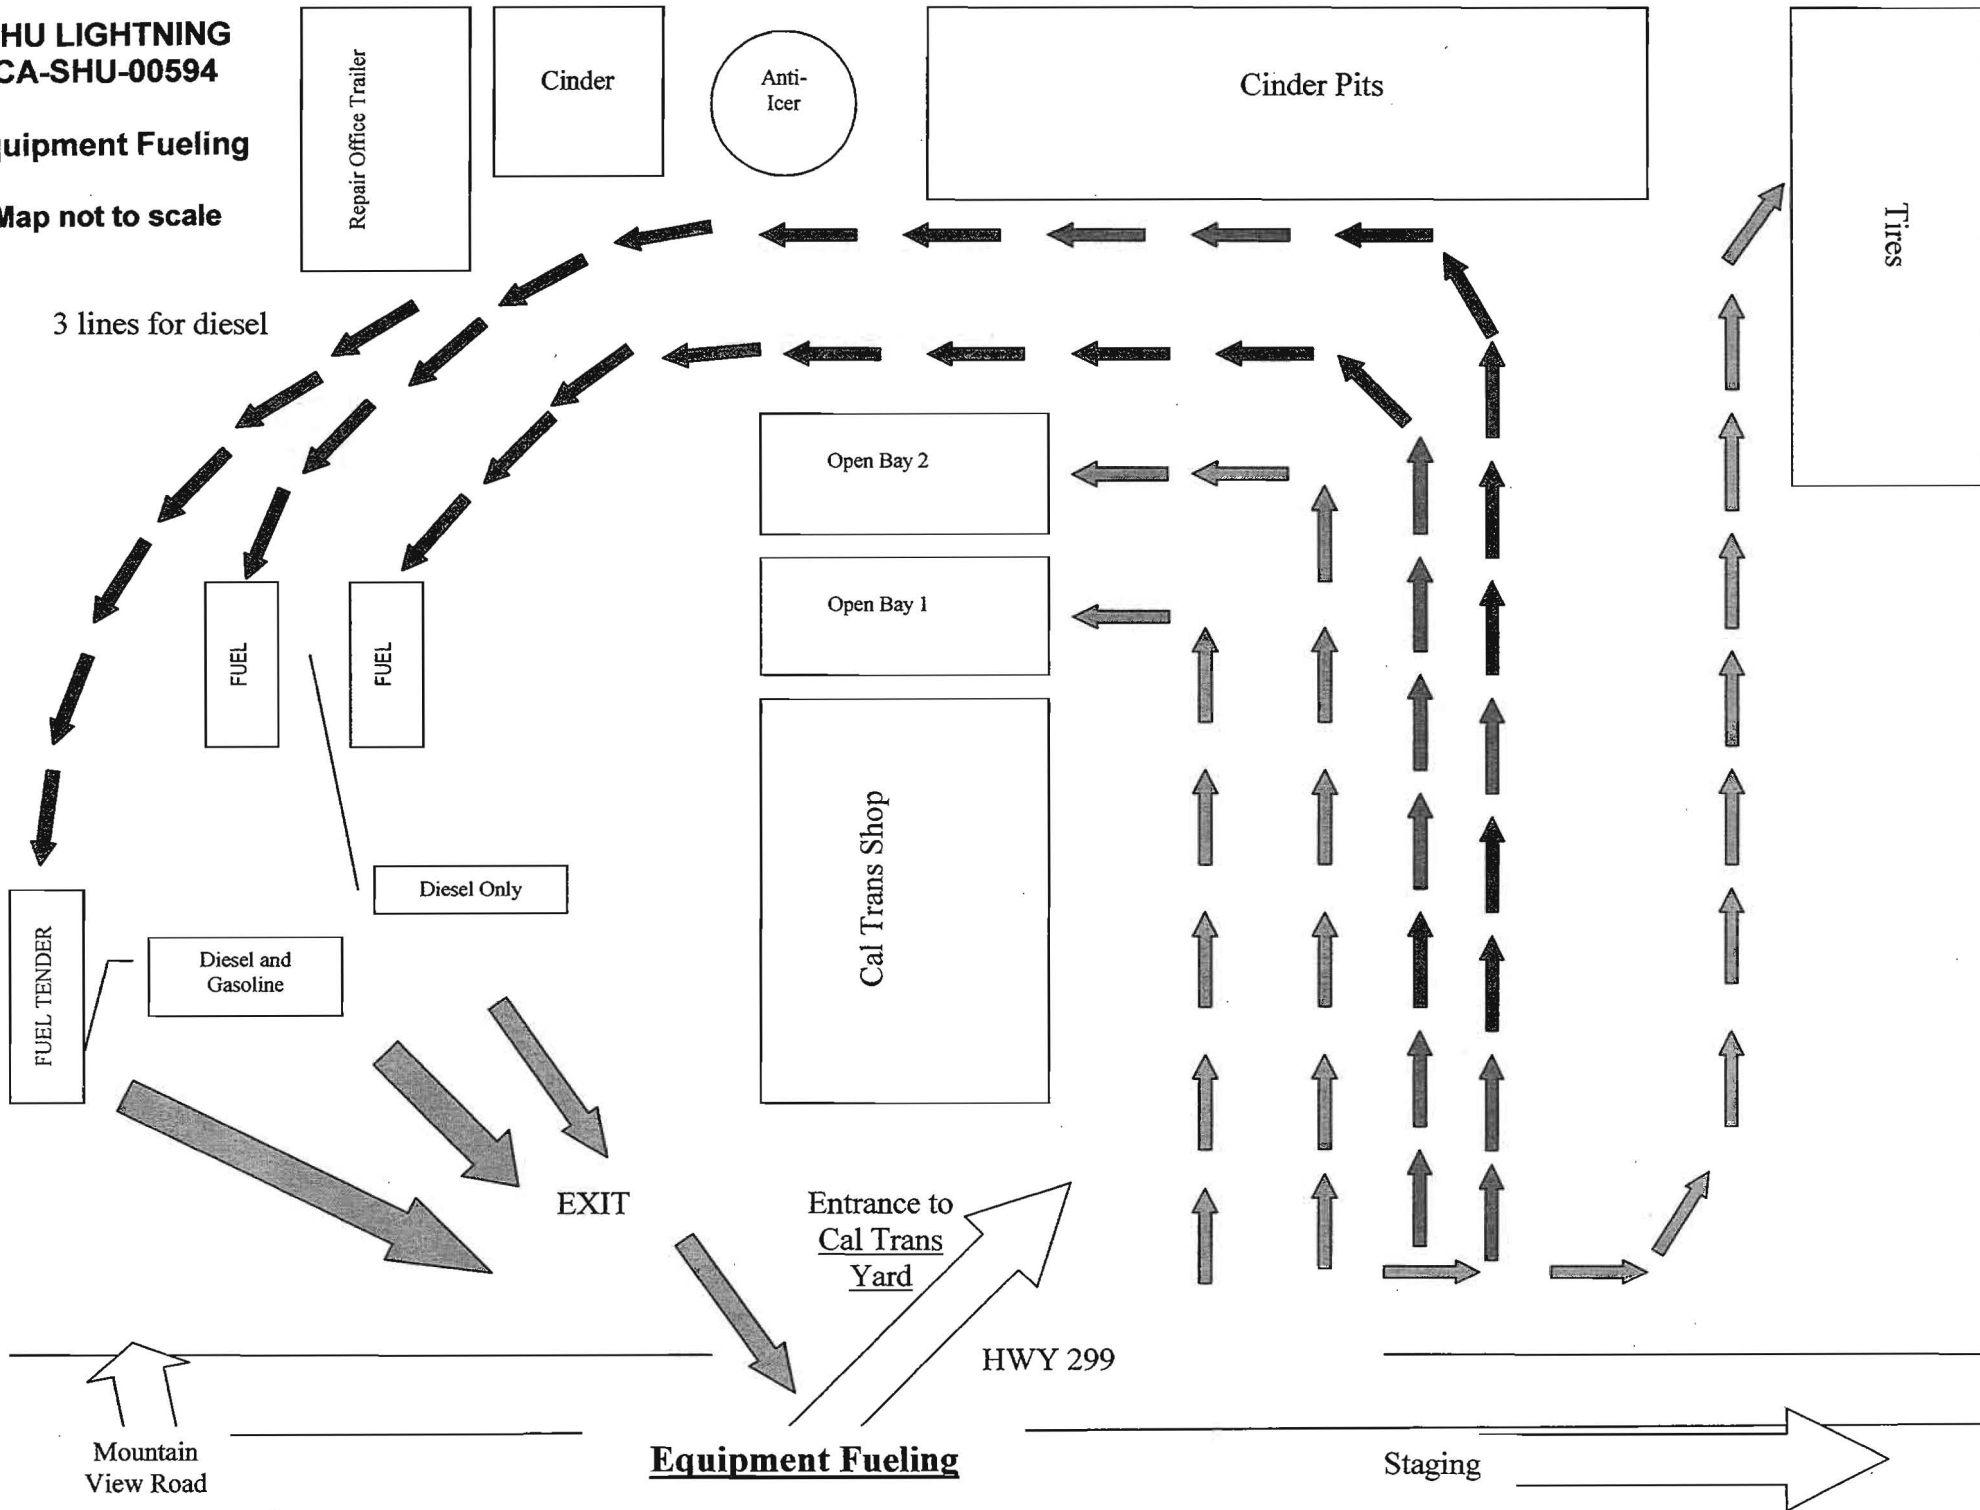 HU LIGHTNING
CA-SHU-00594
quipment Fueling
Map not to scale
3 lines for diesel
Repair Office Trailer
Cinder
Anti-
Icer
Cinder Pits
Tires
Open Bay 2
Open Bay 1
FUEL
FUEL
Cal Trans Shop
Diesel Only
Diesel and
Gasoline
FUEL TENDER
EXIT
Entrance to
Cal Trans
Yard
HWY 299
Mountain
View Road
Equipment Fueling
Staging